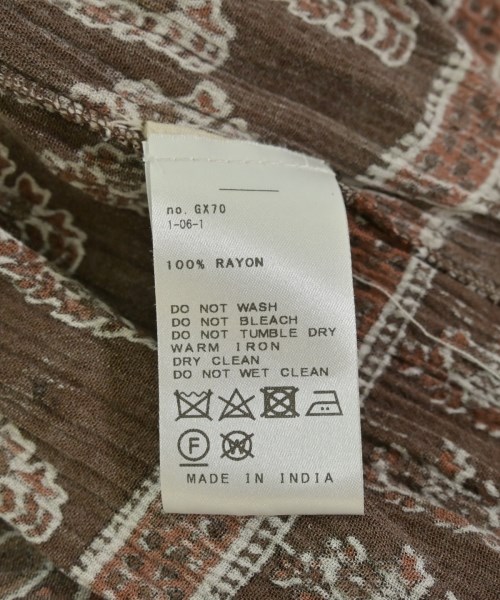 no. GX70
1-06-1
100% RAYON
DO NOT WASH
DO NOT BLEACH
DO NOT TUMBLE DRY
WARM IRON
DRY CLEAN
DO NOT WET CLEAN
F W
MADE IN INDIA